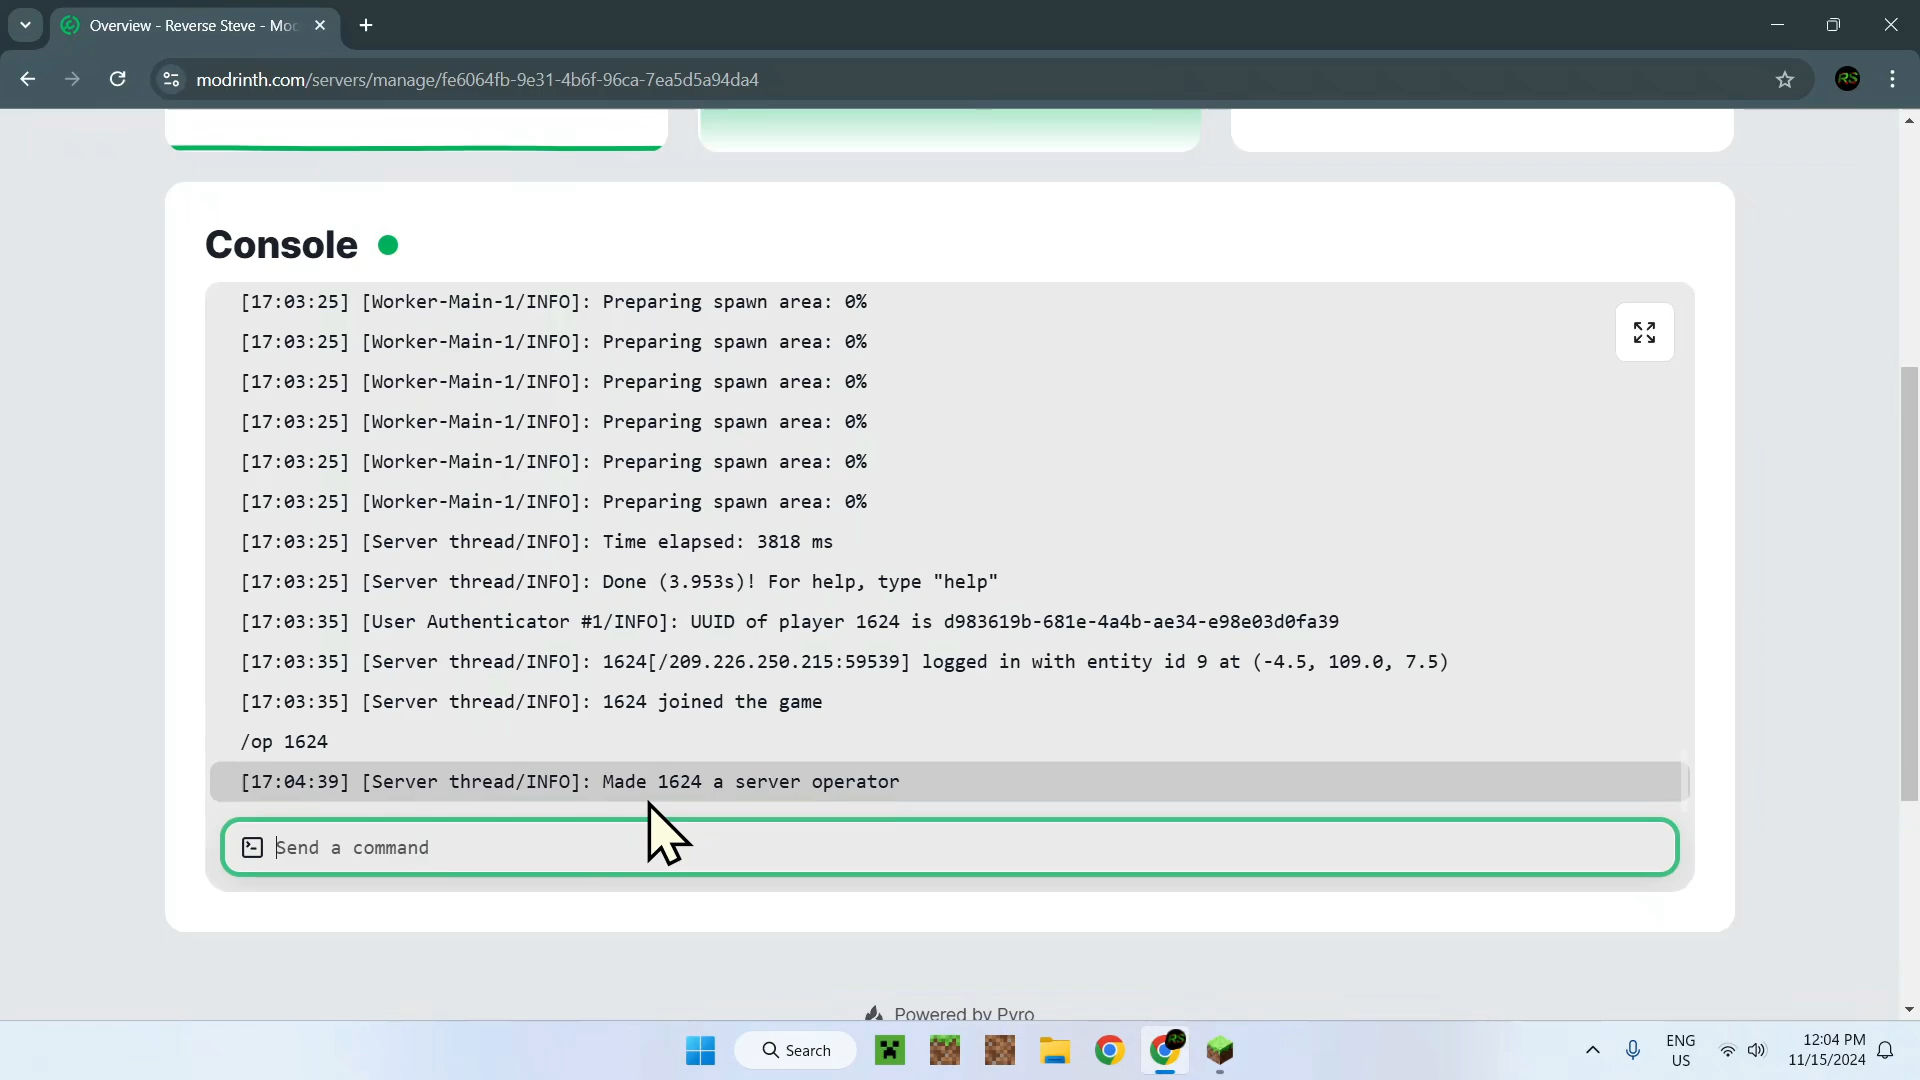 Overview - Reverse Steve - Mo
modrinth.com/servers/manage/fe6064fb-9e31-4b6f-96ca-7ea5d5a94da4
RS
Console
[17:03:25] [Worker-Main-1/INFO]: Preparing spawn area: 0%
[17:03:25] [Worker-Main-1/INFO]: Preparing spawn area: 0%
[17:03:25] [Worker-Main-1/INFO]: Preparing spawn area: 0%
[17:03:25] [Worker-Main-1/INFO]: Preparing spawn area: 0%
[17:03:25] [Worker-Main-1/INFO]: Preparing spawn area: 0%
[17:03:25] [Worker-Main-1/INFO]: Preparing spawn area: 0%
[17:03:25] [Server thread/INFO]: Time elapsed: 3818 ms
[17:03:25] [Server thread/INFO]: Done (3.953s)! For help, type "help"
[17:03:35] [User Authenticator #1/INFO]: UUID of player 1624 is d983619b-681e-4a4b-ae34-e98e03d0fa39
[17:03:35] [Server thread/INFO]: 1624[/209.226.250.215:59539] logged in with entity id 9 at (-4.5, 109.0, 7.5)
[17:03:35] [Server thread/INFO]: 1624 joined the game
/op 1624
[17:04:39] [Server thread/INFO]: Made 1624 a server operator
Send a command
Powered by Pyro
Search
RS
ENG
US
12:04 PM
11/15/2024